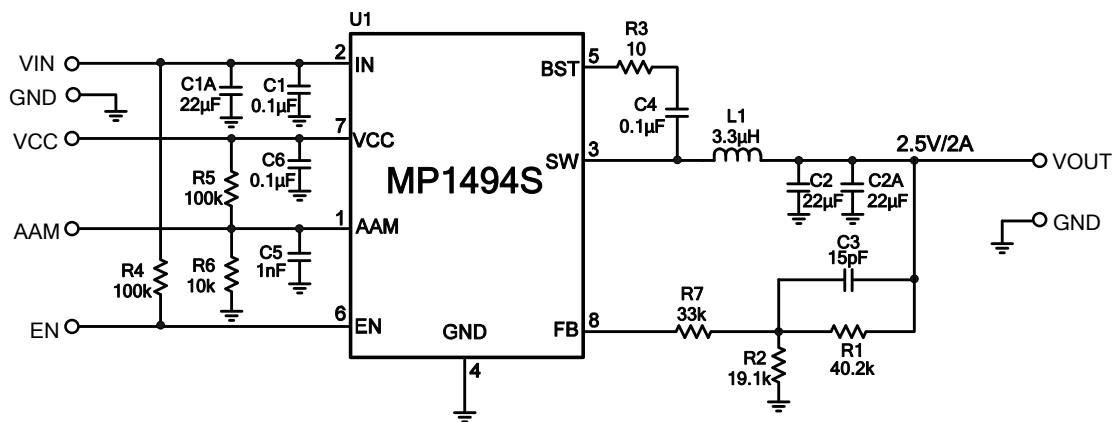 U1
VIN
2
IN
GND
C1A
22µF
C1
0.1µF
VCC
7
VCC
C6
0.1µF
R5
100k
AAM
1
AAM
R4
100k
R6
10k
C5
1nF
EN
6
EN
MP1494S
GND
4
BST
5
R3
10
C4
0.1µF
SW
3
L1
3.3µH
2.5V/2A
VOUT
C2
22µF
C2A
22µF
GND
C3
15pF
FB
8
R7
33k
R2
19.1k
R1
40.2k